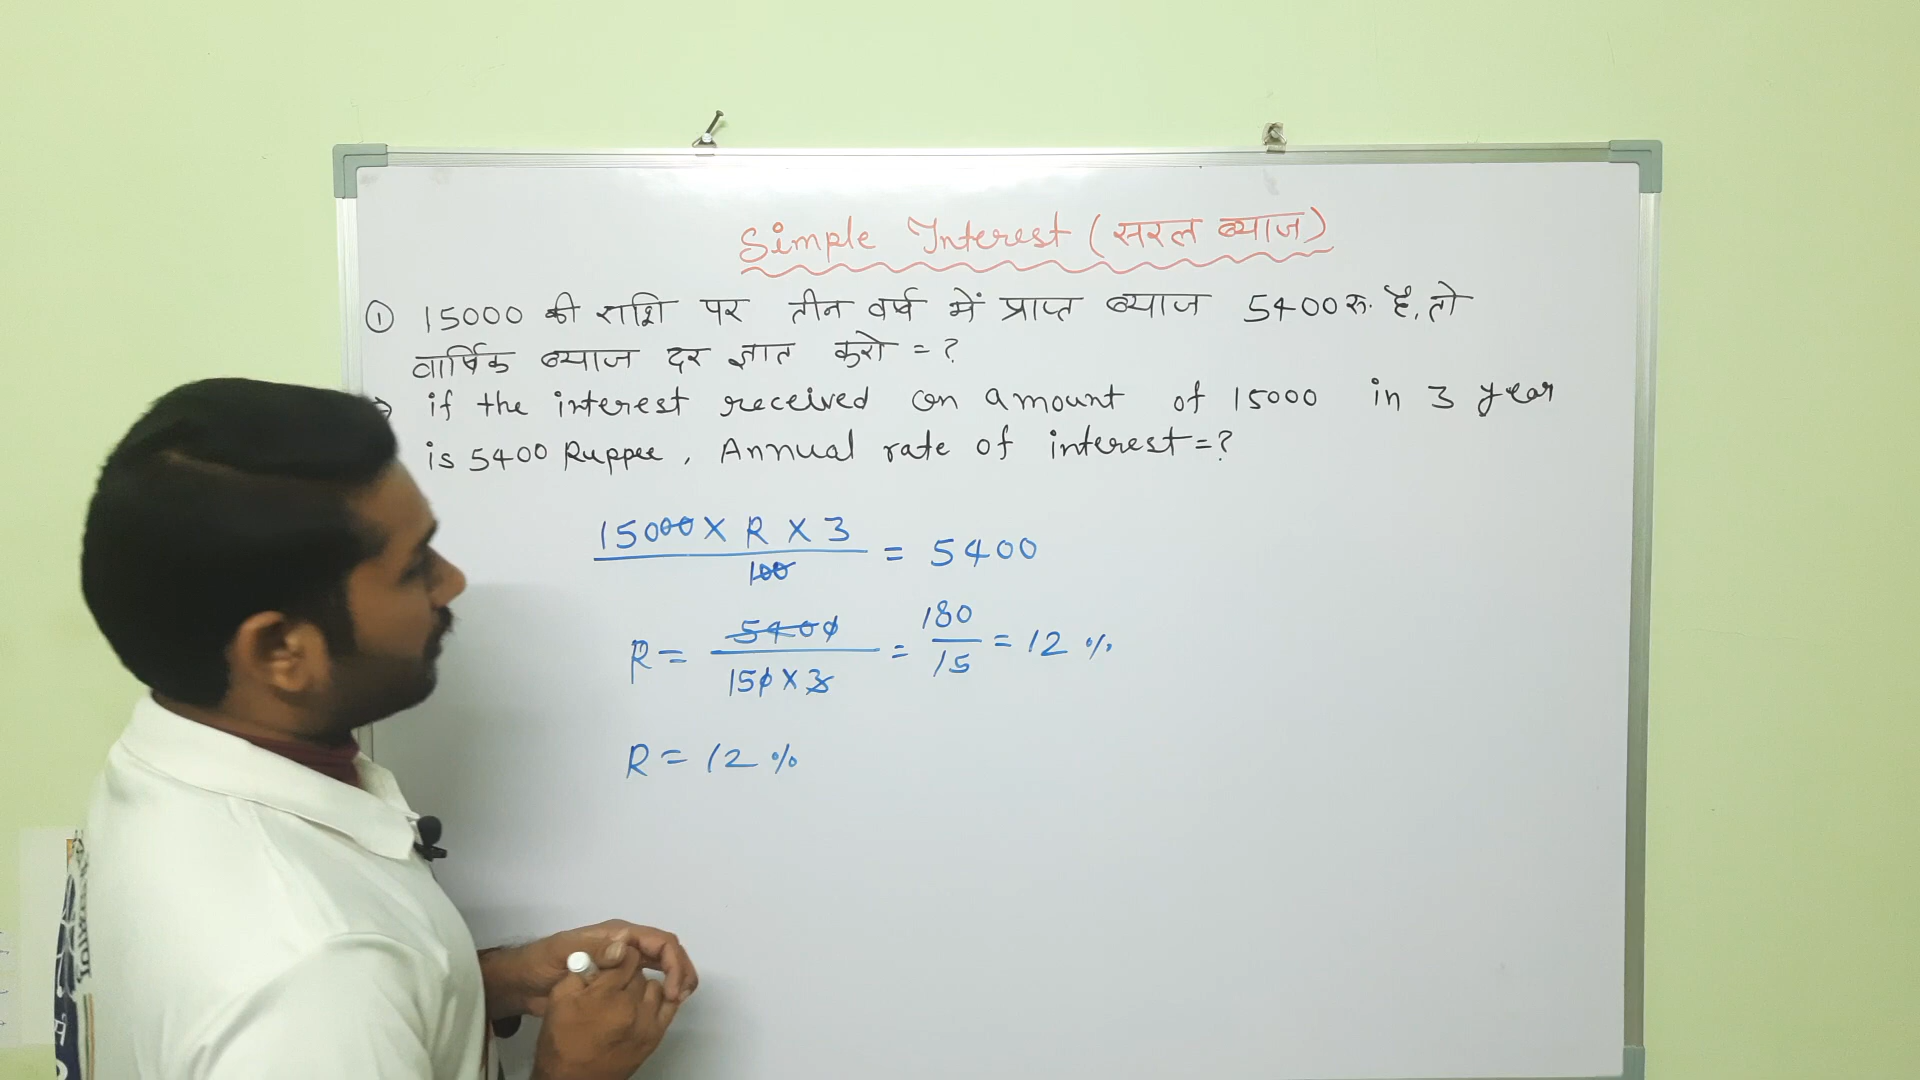 Simple Interest (सरल ब्याज)
① 15000 की राशि पर तीन वर्ष में प्राप्त ब्याज 5400 रू. है, तो
वार्षिक ब्याज दर ज्ञात करो = ?
if the interest received on amount of 15000 in 3 year
is 5400 Ruppee, Annual rate of interest = ?
15000 X R X 3 / 100 = 5400
R = 5400 / 150 X 3 = 180 / 15 = 12 %
R = 12 %